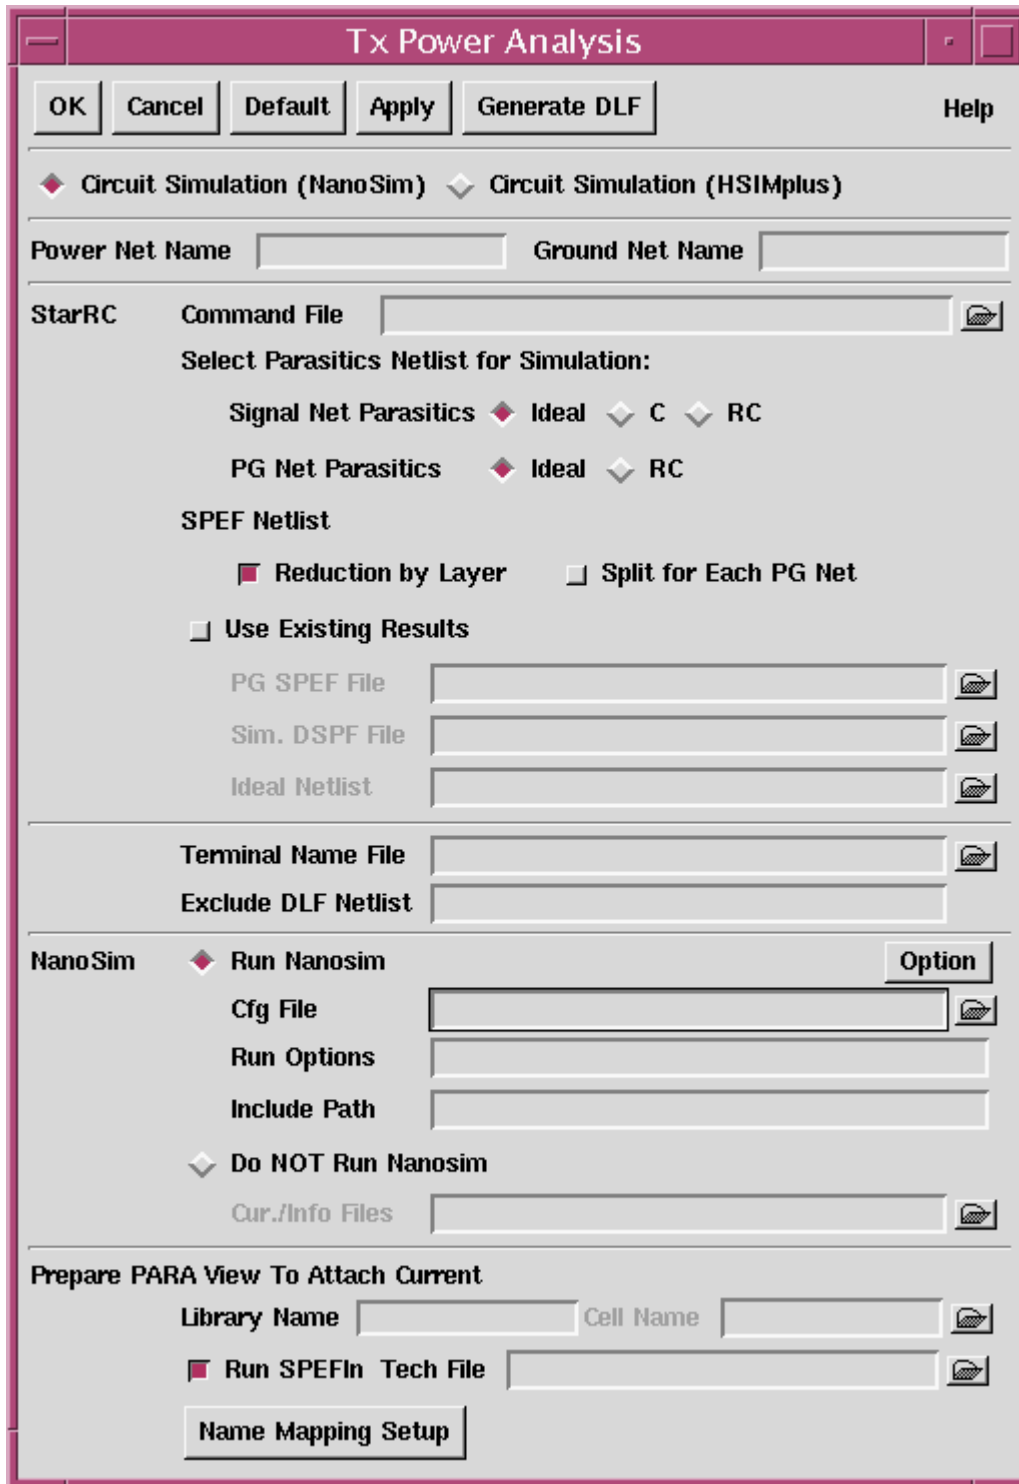 Tx Power Analysis
OK Cancel Default Apply Generate DLF Help
Circuit Simulation (NanoSim) Circuit Simulation (HSIMplus)
Power Net Name Ground Net Name
StarRC Command File
Select Parasitics Netlist for Simulation:
Signal Net Parasitics Ideal C RC
PG Net Parasitics Ideal RC
SPEF Netlist
Reduction by Layer Split for Each PG Net
Use Existing Results
PG SPEF File
Sim. DSPF File
Ideal Netlist
Terminal Name File
Exclude DLF Netlist
NanoSim Run Nanosim Option
Cfg File
Run Options
Include Path
Do NOT Run Nanosim
Cur./Info Files
Prepare PARA View To Attach Current
Library Name Cell Name
Run SPEFIn Tech File
Name Mapping Setup